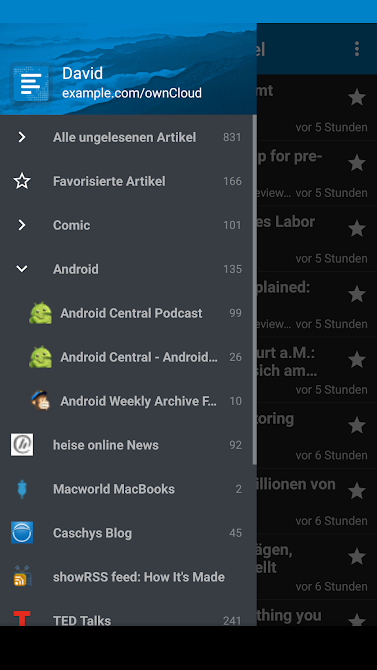 David
example.com/ownCloud
Alle ungelesenen Artikel 831
Favorisierte Artikel 166
Comic 101
Android 135
Android Central Podcast 99
Android Central - Android... 26
Android Weekly Archive F... 10
heise online News 92
Macworld MacBooks 2
Caschys Blog 45
showRSS feed: How It's Made
TED Talks 241
el
mt
vor 5 Stunden
p for pre-
eview... vor 5 Stunden
es Labor
vor 5 Stunden
plained:
eview... vor 5 Stunden
urt a.M.:
sich am...
vor 5 Stunden
toring
vor 6 Stunden
illionen von
vor 6 Stunden
ägen,
ellt
vor 6 Stunden
thing you